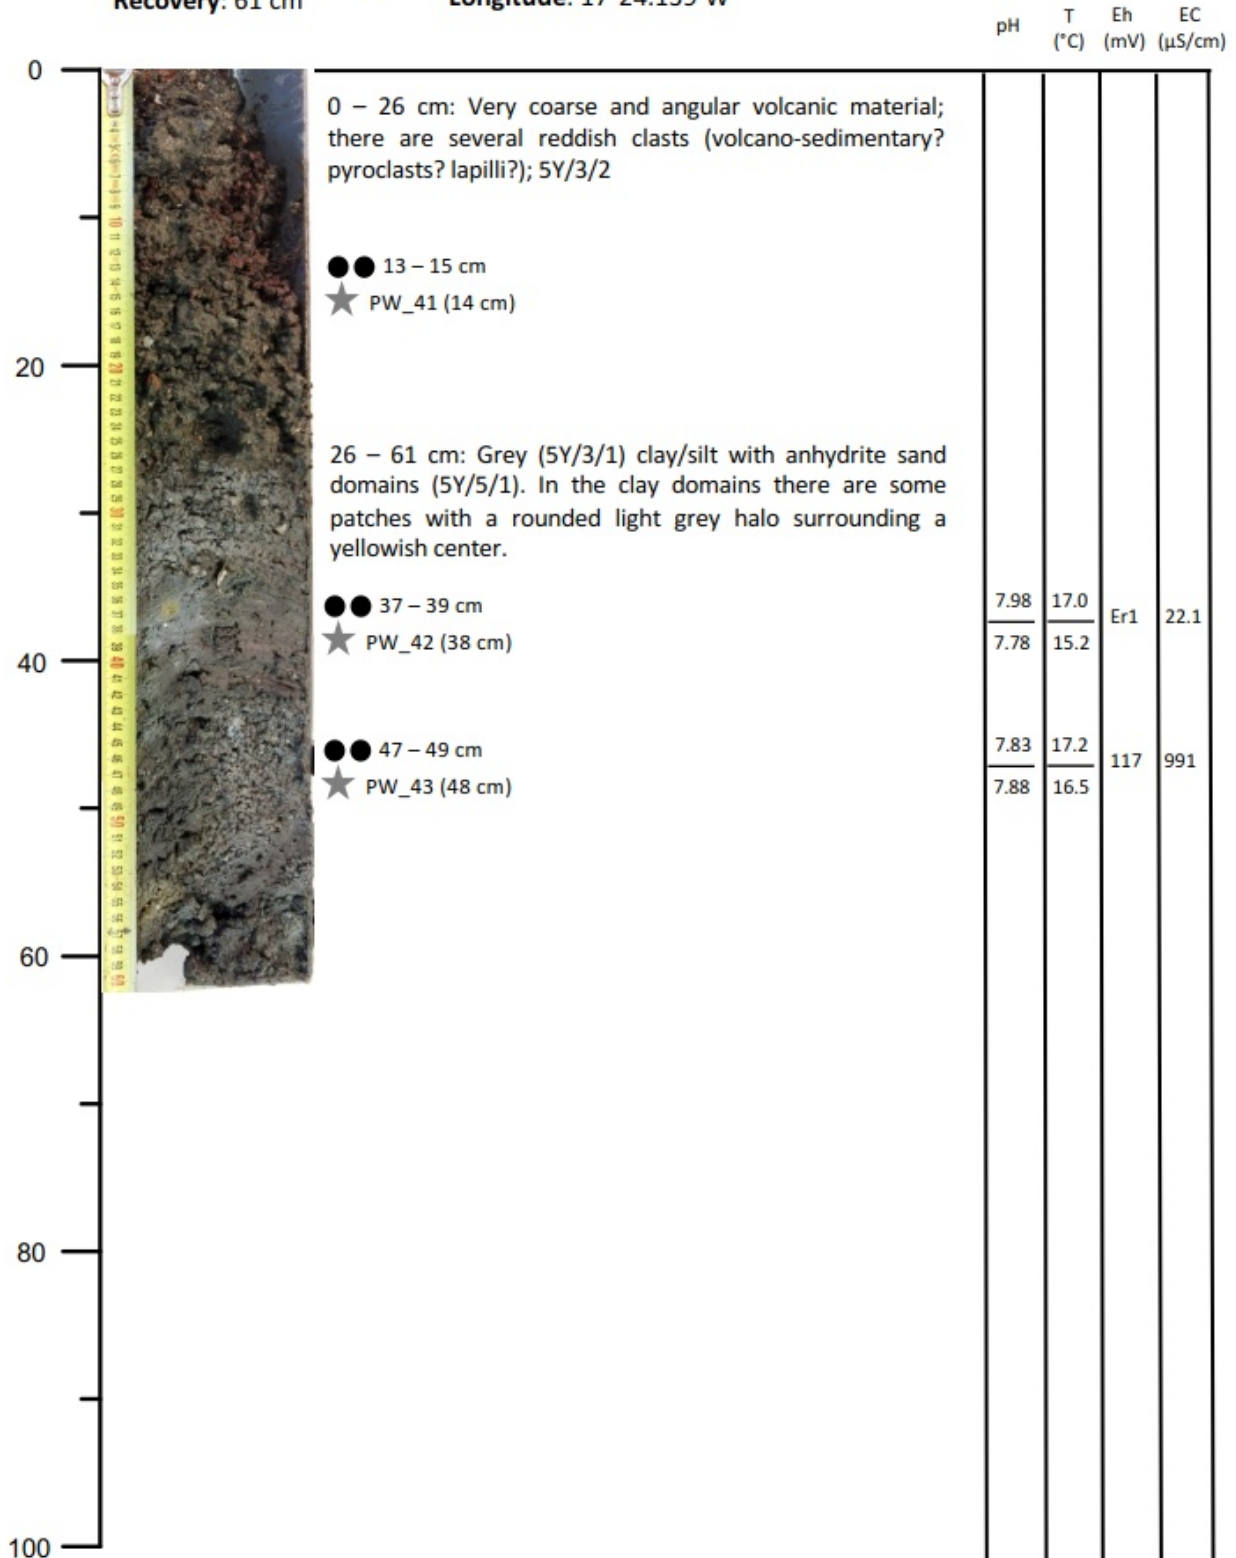 Recovery: 61 cm
Longitude: 17°24.159'W
pH T Eh EC
(°C) (mV) (µS/cm)
0
0 – 26 cm: Very coarse and angular volcanic material;
there are several reddish clasts (volcano-sedimentary?
pyroclasts? lapilli?); 5Y/3/2
13 – 15 cm
PW_41 (14 cm)
20
26 – 61 cm: Grey (5Y/3/1) clay/silt with anhydrite sand
domains (5Y/5/1). In the clay domains there are some
patches with a rounded light grey halo surrounding a
yellowish center.
37 – 39 cm
7.98 17.0
Er1 22.1
PW_42 (38 cm)
7.78 15.2
40
47 – 49 cm
7.83 17.2
117 991
PW_43 (48 cm)
7.88 16.5
60
80
100